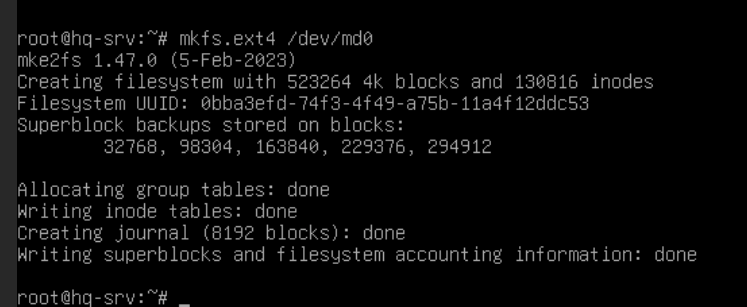 root@hq-srv:~# mkfs.ext4 /dev/md0
mke2fs 1.47.0 (5-Feb-2023)
Creating filesystem with 523264 4k blocks and 130816 inodes
Filesystem UUID: 0bba3efd-74f3-4f49-a75b-11a4f12ddc53
Superblock backups stored on blocks:
        32768, 98304, 163840, 229376, 294912

Allocating group tables: done
Writing inode tables: done
Creating journal (8192 blocks): done
Writing superblocks and filesystem accounting information: done

root@hq-srv:~# _